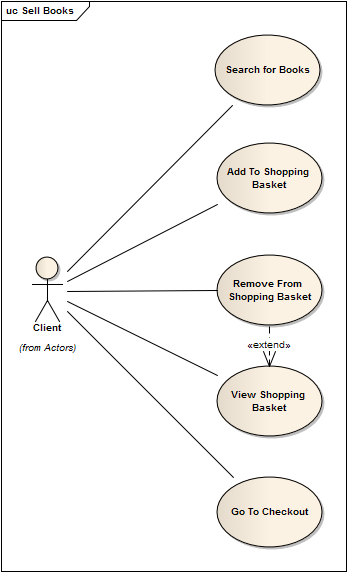 uc Sell Books
Search for Books
Add To Shopping
Basket
Remove From
Shopping Basket
Client
(from Actors)
«extend»
View Shopping
Basket
Go To Checkout